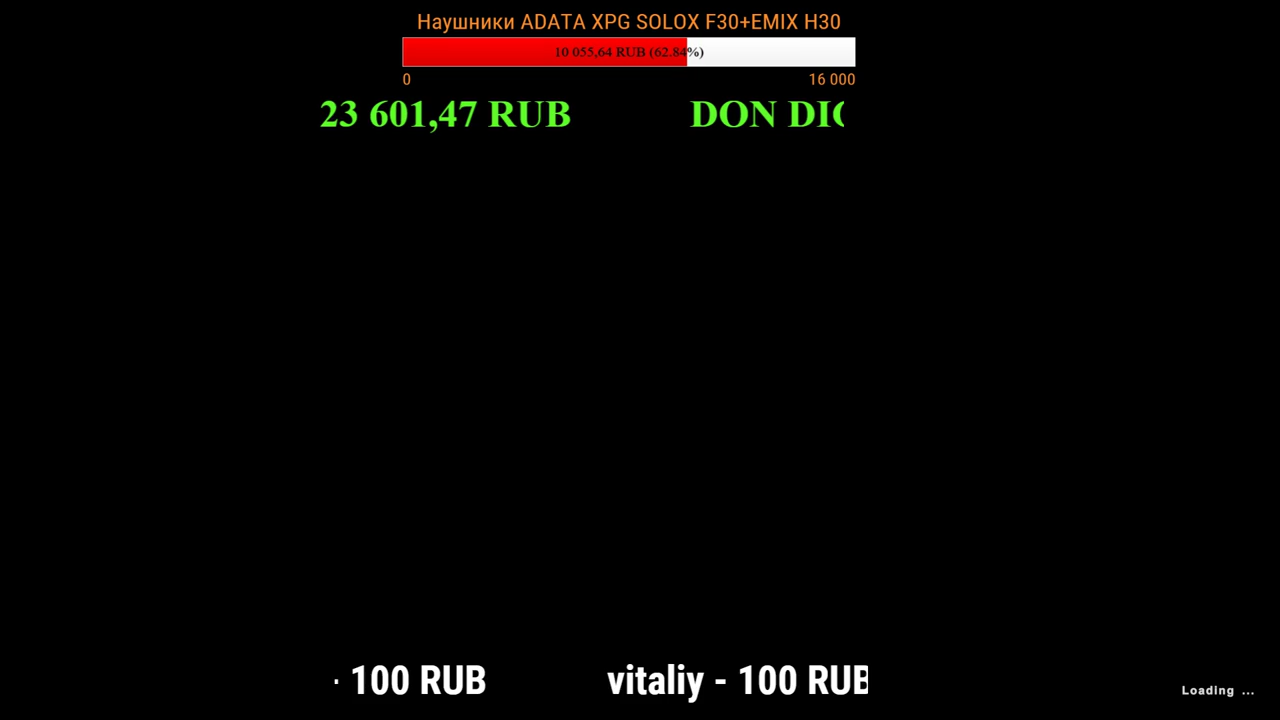 Наушники ADATA XPG SOLOX F30+EMIX H30
10 055,64 RUB (62.84%)
0 16 000
23 601,47 RUB DON
100 RUB vitaliy - 100 RUB
Loading ...